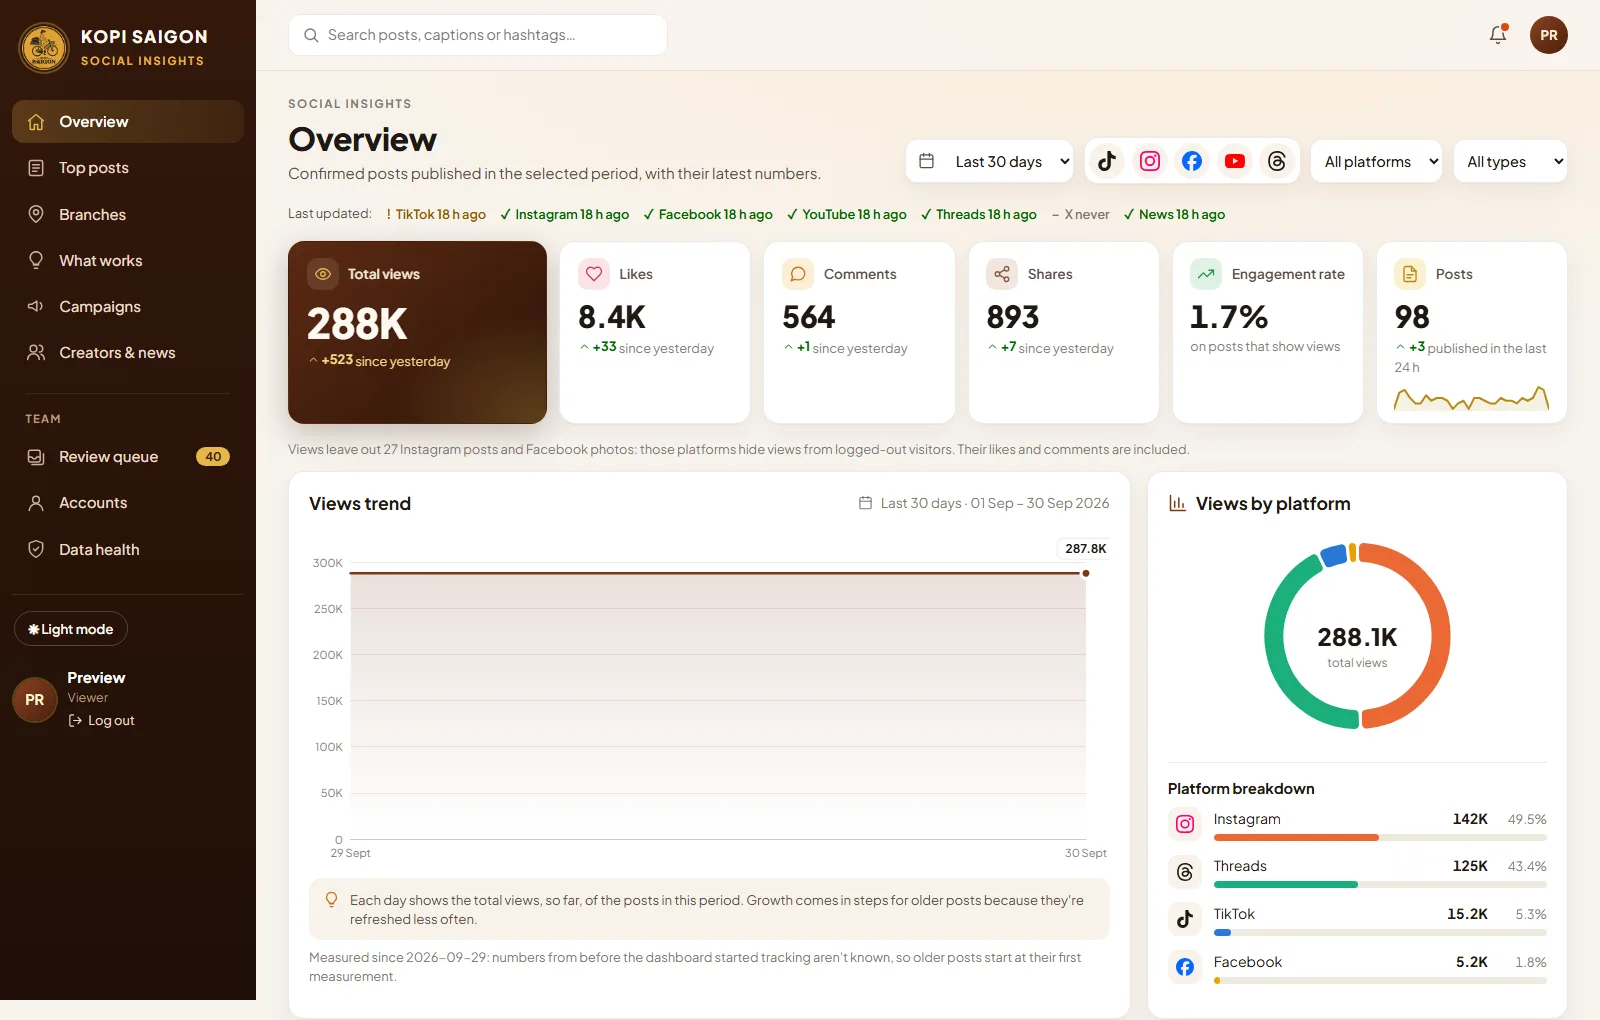 KOPI SAIGON
SOCIAL INSIGHTS
SAIGON
Overview
Top posts
Branches
What works
Campaigns
Creators & news
TEAM
Review queue 40
Accounts
Data health
Light mode
PR
Preview
Viewer
Log out
Search posts, captions or hashtags...
PR
SOCIAL INSIGHTS
Overview
Confirmed posts published in the selected period, with their latest numbers.
Last 30 days
All platforms
All types
Last updated: ! TikTok 18 h ago ✓ Instagram 18 h ago ✓ Facebook 18 h ago ✓ YouTube 18 h ago ✓ Threads 18 h ago – X never ✓ News 18 h ago
Total views
288K
+523 since yesterday
Likes
8.4K
+33 since yesterday
Comments
564
+1 since yesterday
Shares
893
+7 since yesterday
Engagement rate
1.7%
on posts that show views
Posts
98
+3 published in the last
24 h
Views leave out 27 Instagram posts and Facebook photos: those platforms hide views from logged-out visitors. Their likes and comments are included.
Views trend
Last 30 days · 01 Sep – 30 Sep 2026
287.8K
300K
250K
200K
150K
100K
50K
0
29 Sept
30 Sept
Each day shows the total views, so far, of the posts in this period. Growth comes in steps for older posts because they're
refreshed less often.
Measured since 2026-09-29: numbers from before the dashboard started tracking aren't known, so older posts start at their first
measurement.
Views by platform
288.1K
total views
Platform breakdown
Instagram 142K 49.5%
Threads 125K 43.4%
TikTok 15.2K 5.3%
Facebook 5.2K 1.8%